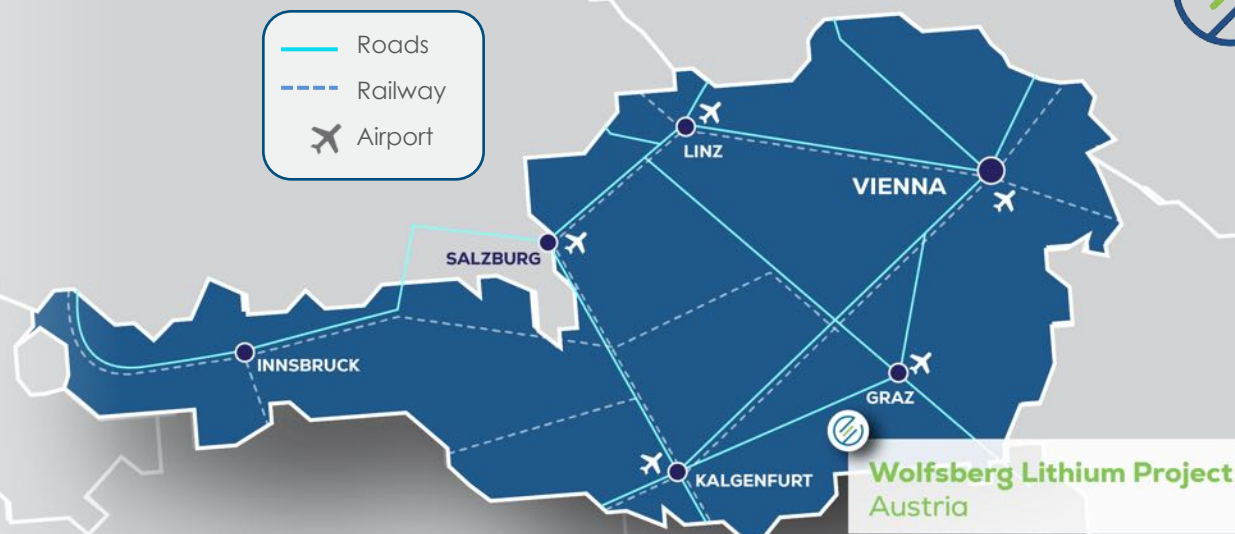 Roads
Railway
Airport
LINZ
VIENNA
SALZBURG
INNSBRUCK
GRAZ
KALGENFURT
Wolfsberg Lithium Project
Austria